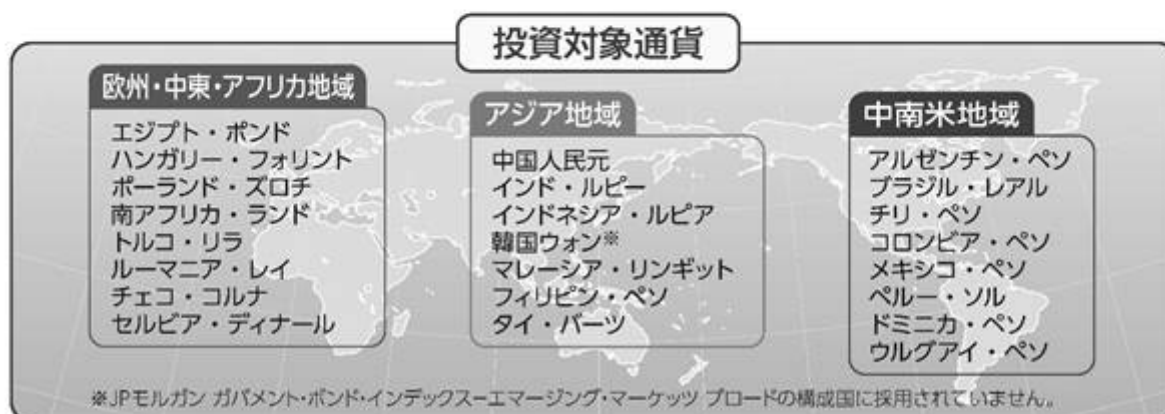 投資対象通貨
欧州・中東・アフリカ地域
エジプト・ポンド
ハンガリー・フォリント
ポーランド・ズロチ
南アフリカ・ランド
トルコ・リラ
ルーマニア・レイ
チェコ・コルナ
セルビア・ディナール
アジア地域
中国人民元
インド・ルピー
インドネシア・ルピア
韓国ウォン※
マレーシア・リンギット
フィリピン・ペソ
タイ・バーツ
中南米地域
アルゼンチン・ペソ
ブラジル・レアル
チリ・ペソ
コロンビア・ペソ
メキシコ・ペソ
ペルー・ソル
ドミニカ・ペソ
ウルグアイ・ペソ
※JPモルガン ガバメント・ボンド・インデックス-エマージング・マーケッツ ブロードの構成国に採用されていません。